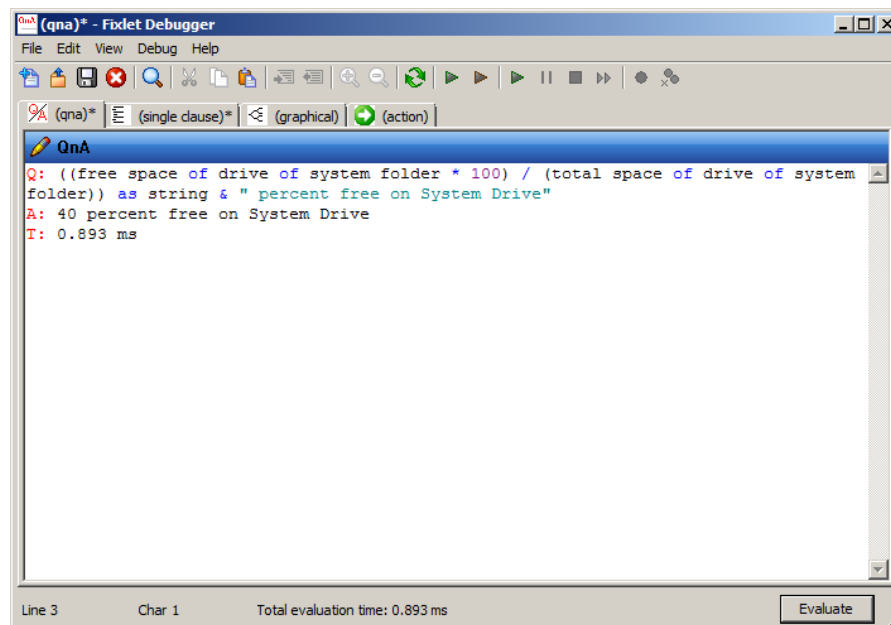 QnA (qna)* - Fixlet Debugger
File Edit View Debug Help
Q/A (qna)* (single clause)* (graphical) (action)
QnA
Q: ((free space of drive of system folder * 100) / (total space of drive of system
folder)) as string & " percent free on System Drive"
A: 40 percent free on System Drive
T: 0.893 ms
Line 3 Char 1 Total evaluation time: 0.893 ms Evaluate